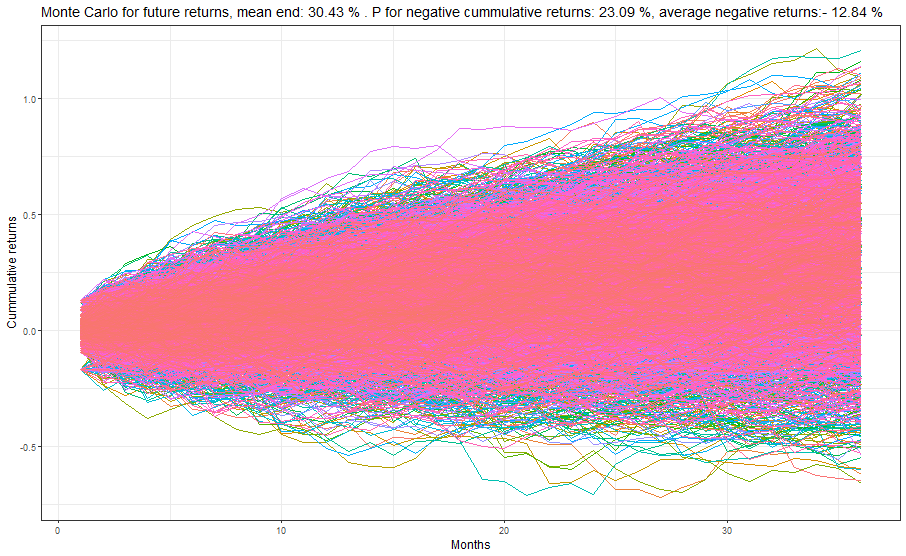 Monte Carlo for future returns, mean end: 30.43 % . P for negative cummulative returns: 23.09 %, average negative returns:- 12.84 %
1.0
0.5
0.0
-0.5
Cummulative returns
0 10 20 30
Months